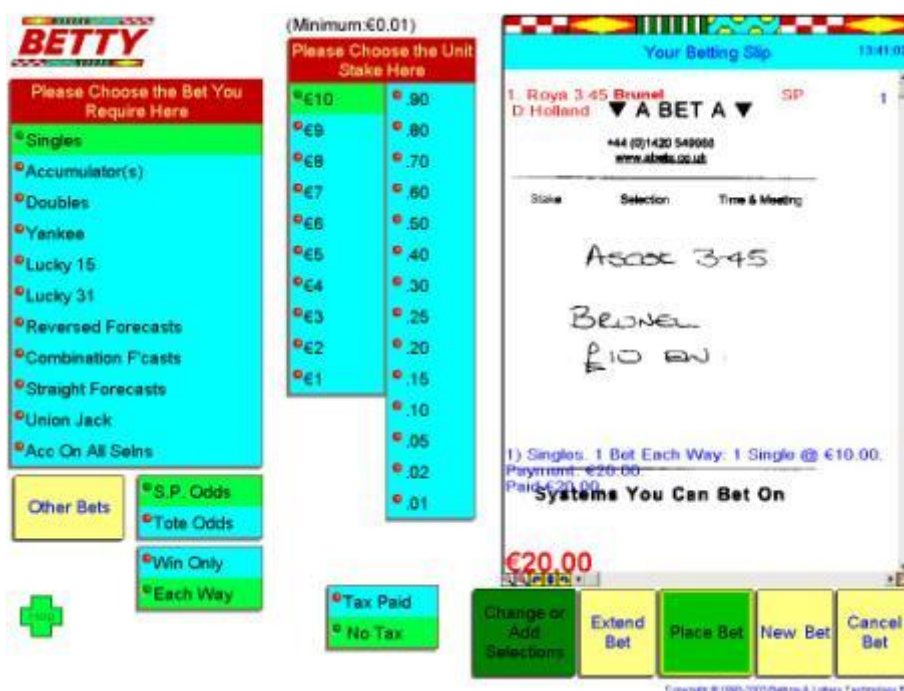 BETTY
Please Choose the Bet You
Require Here
Singles
Accumulator(s)
Doubles
Yankee
Lucky 15
Lucky 31
Reversed Forecasts
Combination F'casts
Straight Forecasts
Union Jack
Acc On All Selns
Other Bets
S.P. Odds
Tote Odds
Win Only
Each Way
Help
(Minimum:€0.01)
Please Choose the Unit
Stake Here
€10
€9
€8
€7
€6
€5
€4
€3
€2
€1
.90
.80
.70
.60
.50
.40
.30
.25
.20
.15
.10
.05
.02
.01
Tax Paid
No Tax
Your Betting Slip
1. Roya 3:45 Brunel SP 1
D Holland
▼ A BET A ▼
www.abeta.co.uk
Stake Selection Time & Meeting
Ascot 3-45
BRUNEL
£10 EW
1) Singles. 1 Bet Each Way: 1 Single @ €10.00.
Payment: €20.00.
Paid €20.00
Systems You Can Bet On
€20.00
Change or
Add
Selections
Extend
Bet
Place Bet
New Bet
Cancel
Bet